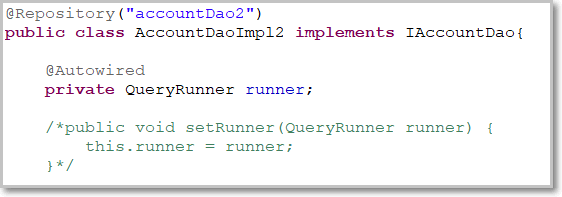 @Repository("accountDao2")
public class AccountDaoImpl2 implements IAccountDao{
@Autowired
private QueryRunner runner;
/*public void setRunner(QueryRunner runner) {
this.runner = runner;
}*/